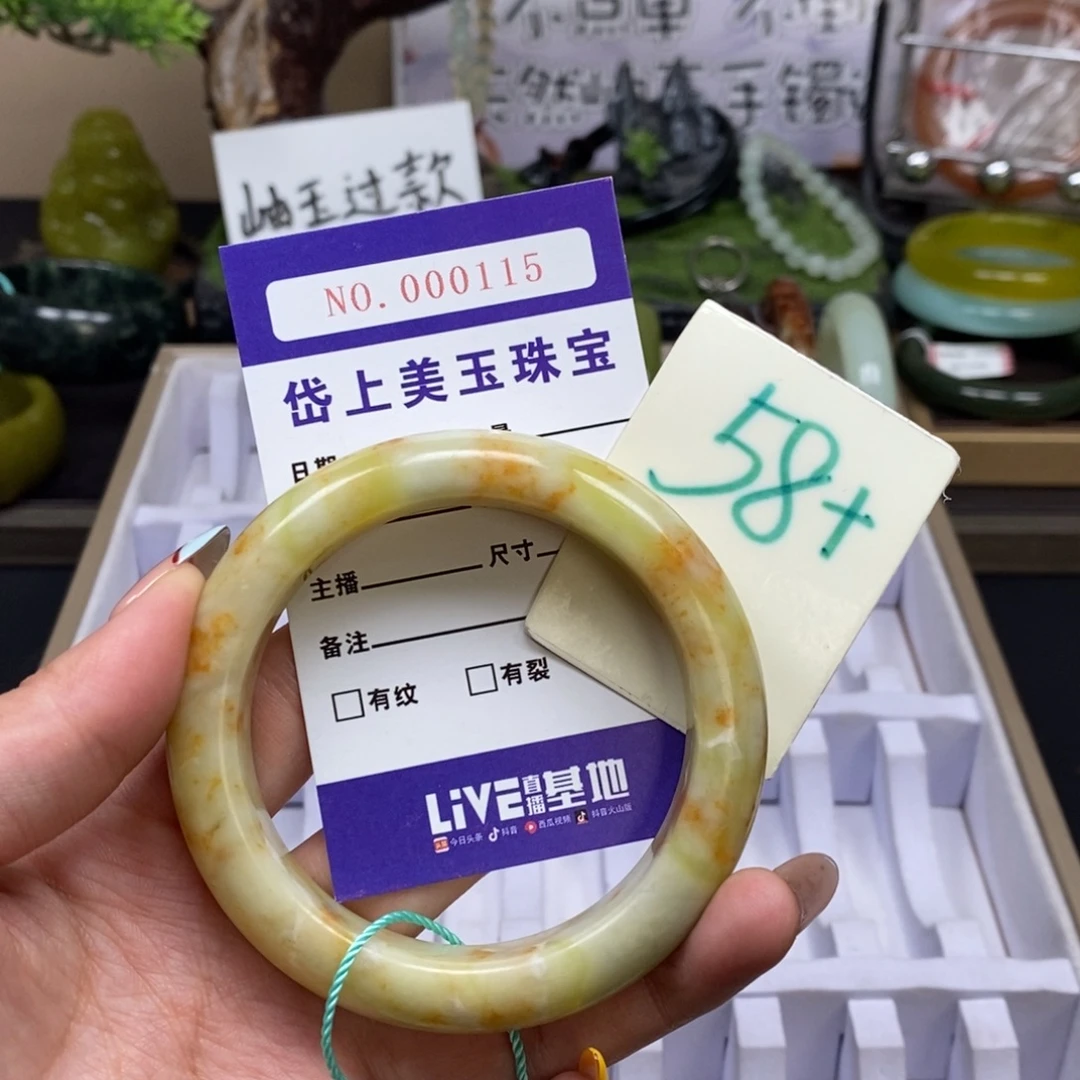 手镯
岫玉过款
NO.000115
岱上美玉珠宝
日期
主播 尺寸
备注
□有纹 □有裂
LIVE直播基地
今日头条 抖音 西瓜视频 抖音火山版
58+